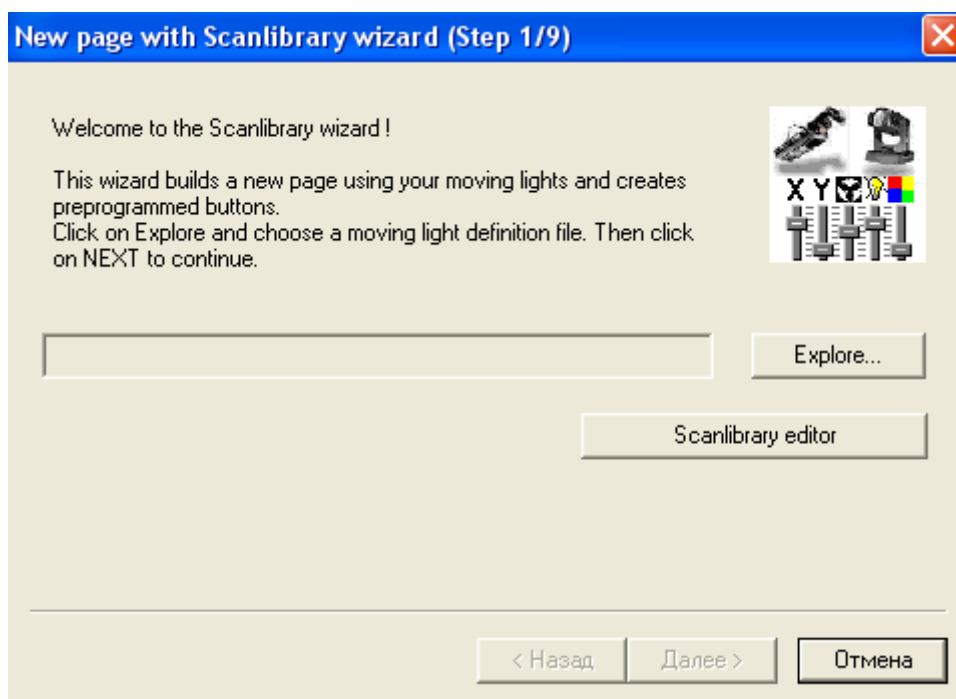 New page with Scanlibrary wizard (Step 1/9)
Welcome to the Scanlibrary wizard !
This wizard builds a new page using your moving lights and creates
preprogrammed buttons.
Click on Explore and choose a moving light definition file. Then click
on NEXT to continue.
X Y
Explore...
Scanlibrary editor
< Назад
Далее >
Отмена